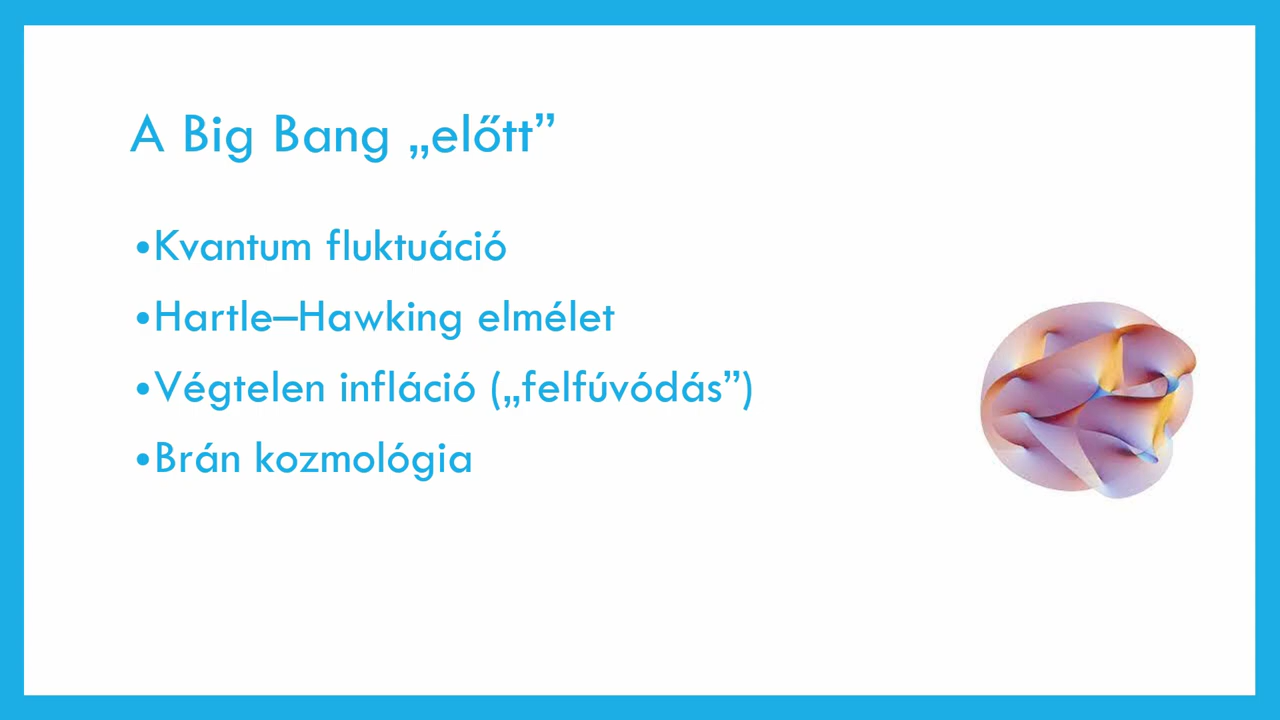 A Big Bang „előtt”
•Kvantum fluktuáció
•Hartle–Hawking elmélet
•Végtelen infláció („felfúvódás”)
•Brán kozmológia